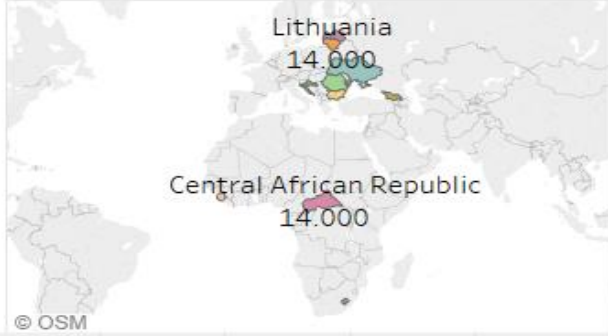 Lithuania
14.000
Central African Republic
14.000
© OSM